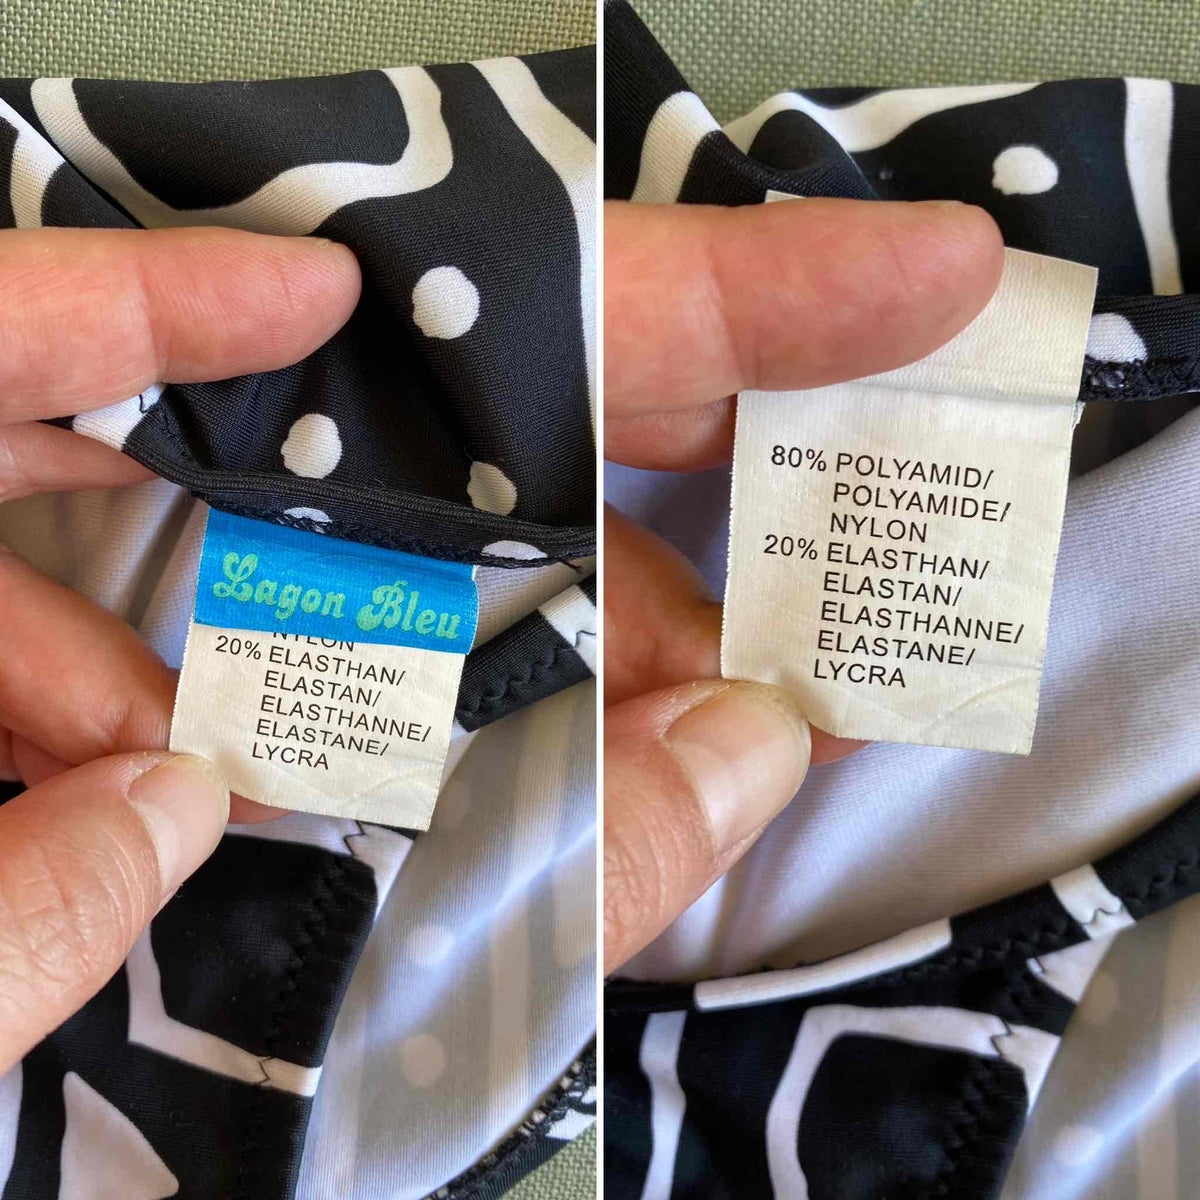 Lagon Bleu
NYLON
20% ELASTHAN/
ELASTAN/
ELASTHANNE/
ELASTANE/
LYCRA
80% POLYAMID/
POLYAMIDE/
NYLON
20% ELASTHAN/
ELASTAN/
ELASTHANNE/
ELASTANE/
LYCRA